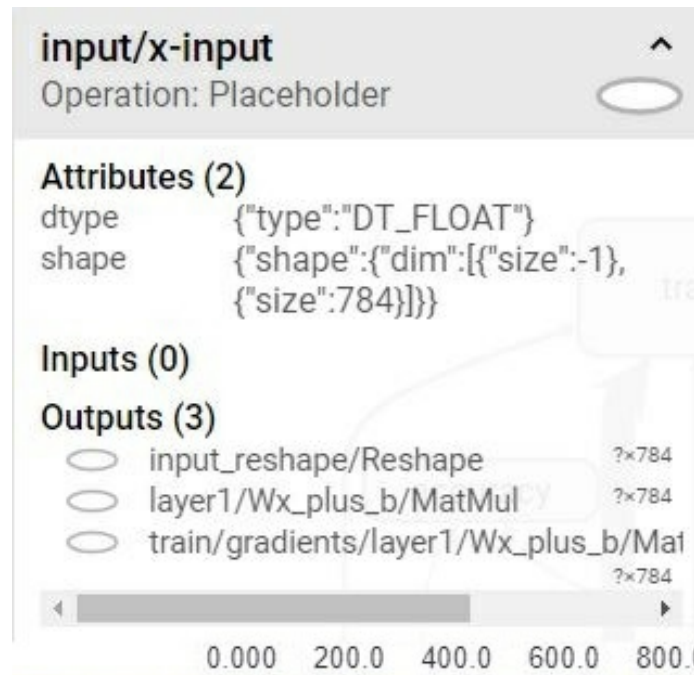 input/x-input
Operation: Placeholder
Attributes (2)
dtype {"type":"DT_FLOAT"}
shape {"shape":{"dim":[{"size":-1},
{"size":784}]}}
Inputs (0)
Outputs (3)
input_reshape/Reshape ?×784
layer1/Wx_plus_b/MatMul ?×784
train/gradients/layer1/Wx_plus_b/Mat
?×784
0.000 200.0 400.0 600.0 800.0